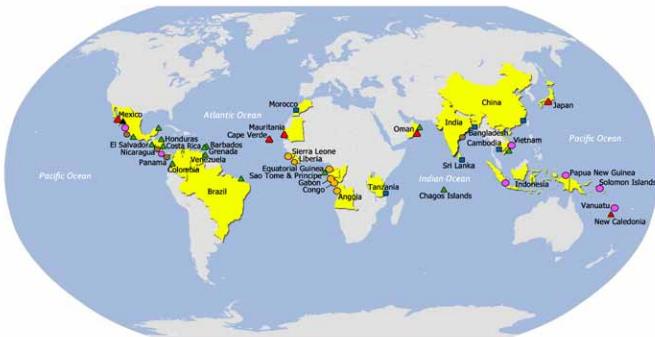 Mexico
Honduras
El Salvador
Costa Rica
Nicaragua
Panama
Barbados
Grenada
Venezuela
Colombia
Brazil
Pacific Ocean
Atlantic Ocean
Morocco
Mauritania
Cape Verde
Sierra Leone
Liberia
Equatorial Guinea
Sao Tome & Principe
Gabon
Congo
Angola
Tanzania
Oman
India
China
Japan
Bangladesh
Cambodia
Vietnam
Sri Lanka
Indian Ocean
Chagos Islands
Indonesia
Pacific Ocean
Papua New Guinea
Solomon Islands
Vanuatu
New Caledonia